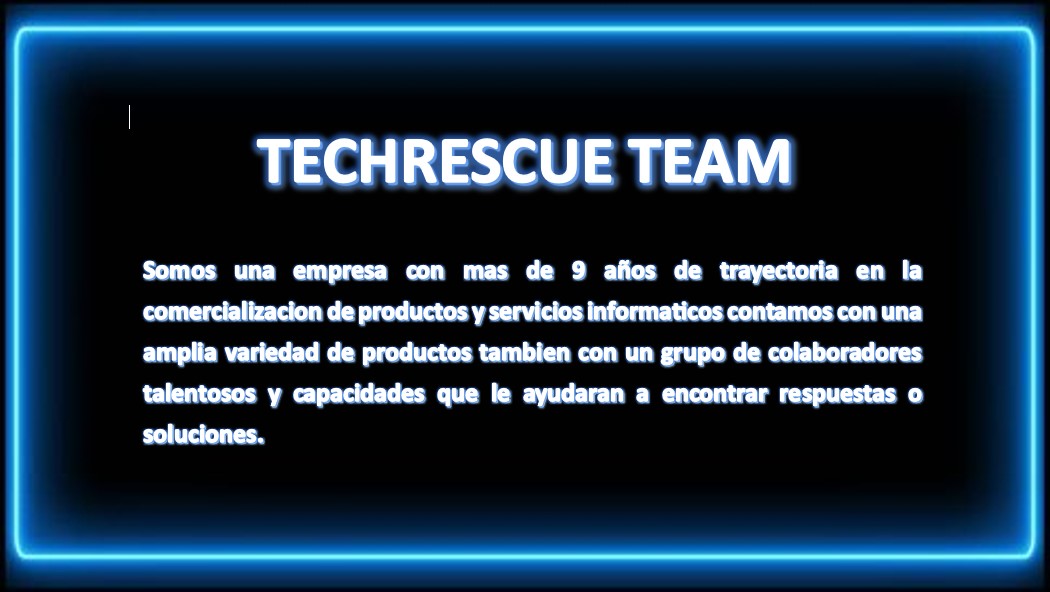 TECHRESCUE TEAM
Somos una empresa con mas de 9 años de trayectoria en la
comercializacion de productos y servicios informaticos contamos con una
amplia variedad de productos tambien con un grupo de colaboradores
talentosos y capacidades que le ayudaran a encontrar respuestas o
soluciones.